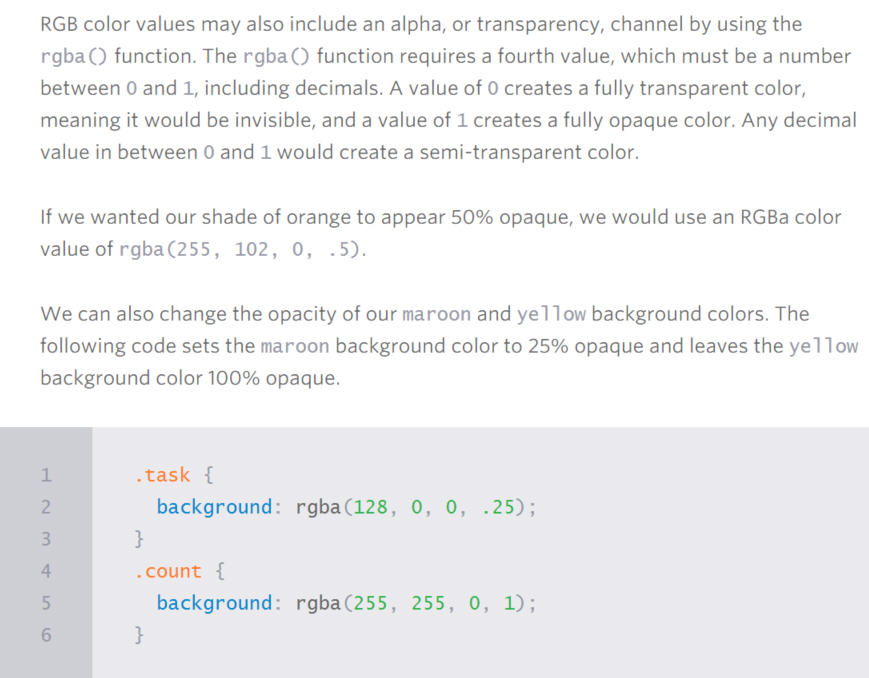 RGB color values may also include an alpha, or transparency, channel by using the
rgba() function. The rgba() function requires a fourth value, which must be a number
between 0 and 1, including decimals. A value of 0 creates a fully transparent color,
meaning it would be invisible, and a value of 1 creates a fully opaque color. Any decimal
value in between 0 and 1 would create a semi-transparent color.
If we wanted our shade of orange to appear 50% opaque, we would use an RGBa color
value of rgba(255, 102, 0, .5).
We can also change the opacity of our maroon and yellow background colors. The
following code sets the maroon background color to 25% opaque and leaves the yellow
background color 100% opaque.
1 .task {
2 background: rgba(128, 0, 0, .25);
3 }
4 .count {
5 background: rgba(255, 255, 0, 1);
6 }